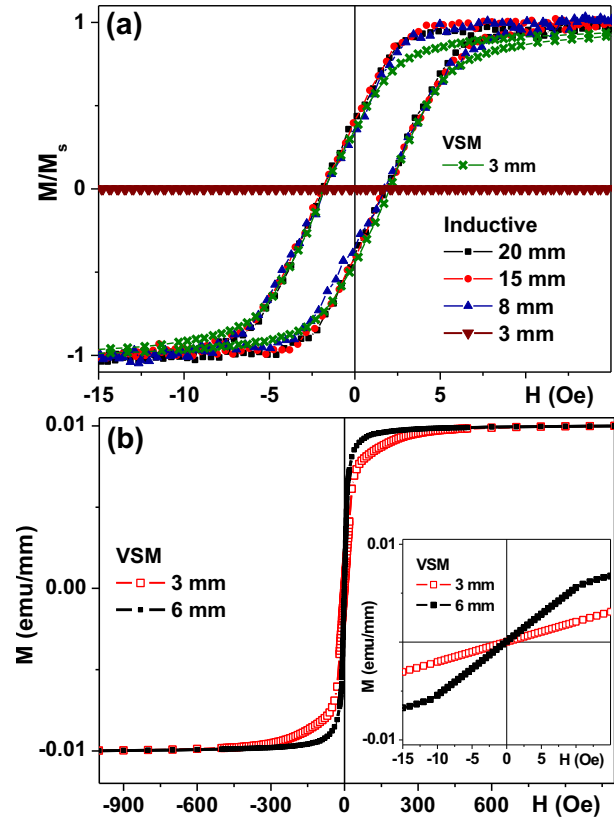 (a)
1
0
-1
M/Mₛ
VSM
3 mm
Inductive
20 mm
15 mm
8 mm
3 mm
-15 -10 -5 0 5 H (Oe)
(b)
0.01
0.00
-0.01
M (emu/mm)
VSM
3 mm
6 mm
0.01
-0.01
M (emu/mm)
VSM
3 mm
6 mm
-15 -10 -5 0 5 H (Oe)
-900 -600 -300 0 300 600 H (Oe)